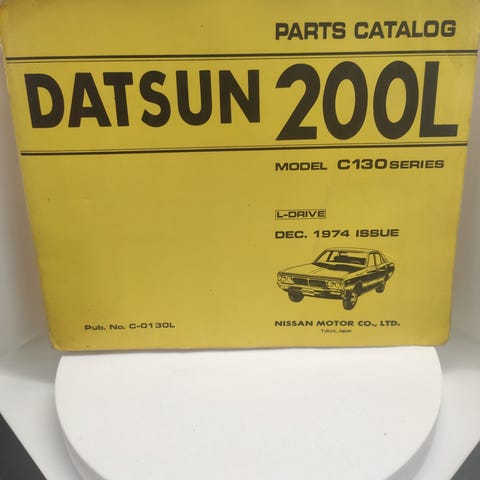 PARTS CATALOG
DATSUN 200L
MODEL C130 SERIES
L-DRIVE
DEC. 1974 ISSUE
Pub. No. C-0130L
NISSAN MOTOR CO., LTD.
Tokyo, Japan